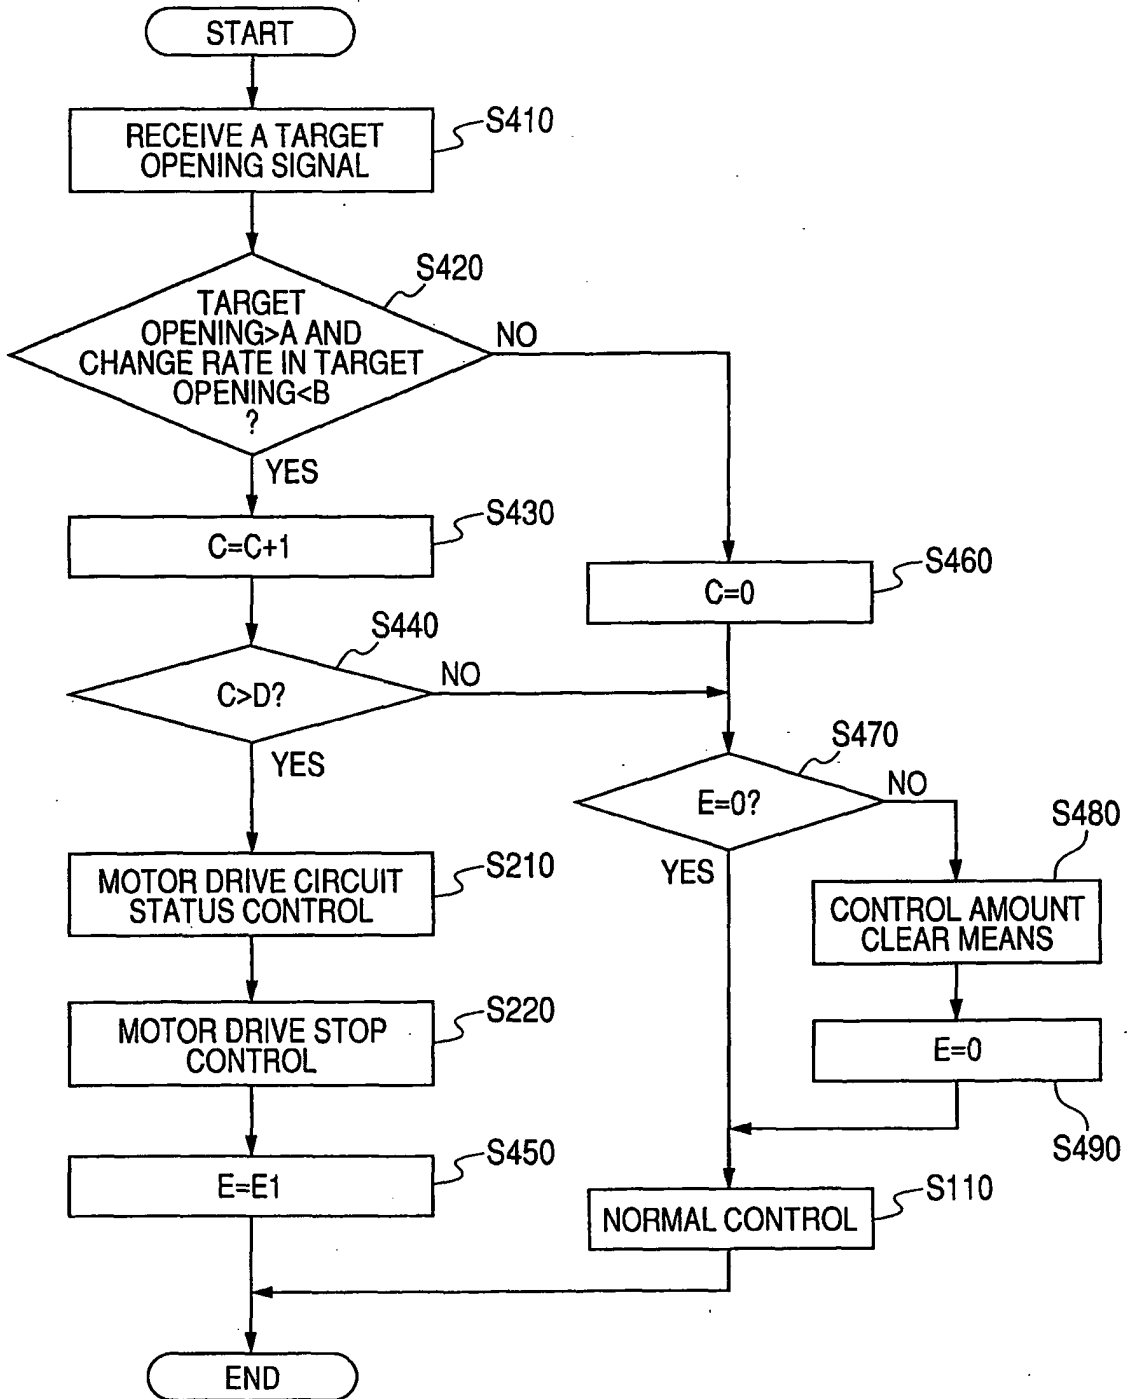 START
RECEIVE A TARGET
OPENING SIGNAL
S410
S420
TARGET
OPENING>A AND
CHANGE RATE IN TARGET
OPENING<B
?
NO
YES
C=C+1
S430
C=0
S460
S440
C>D?
NO
YES
S470
E=0?
NO
YES
S480
CONTROL AMOUNT
CLEAR MEANS
MOTOR DRIVE CIRCUIT
STATUS CONTROL
S210
MOTOR DRIVE STOP
CONTROL
S220
E=0
S490
E=E1
S450
NORMAL CONTROL
S110
END